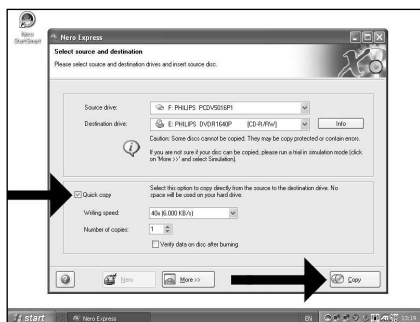 Nero
StartSmart
Nero Express
Select source and destination
Please select source and destination drives and insert source disc.
Source drive: F: PHILIPS PCDV5016P1
Destination drive: E: PHILIPS DVDR1640P [CD-R/RW] Info
Caution: Some discs cannot be copied. They may be copy protected or contain errors.
If you are not sure if your disc can be copied, please run a trial in simulation mode (click
on 'More >>' and select Simulation).
Quick copy Select this option to copy directly from the source to the destination drive. No
space will be used on your hard drive.
Writing speed: 40x (6.000 KB/s)
Number of copies: 1
Verify data on disc after burning
? Nero More >> Copy
start Nero Express EN 15:19